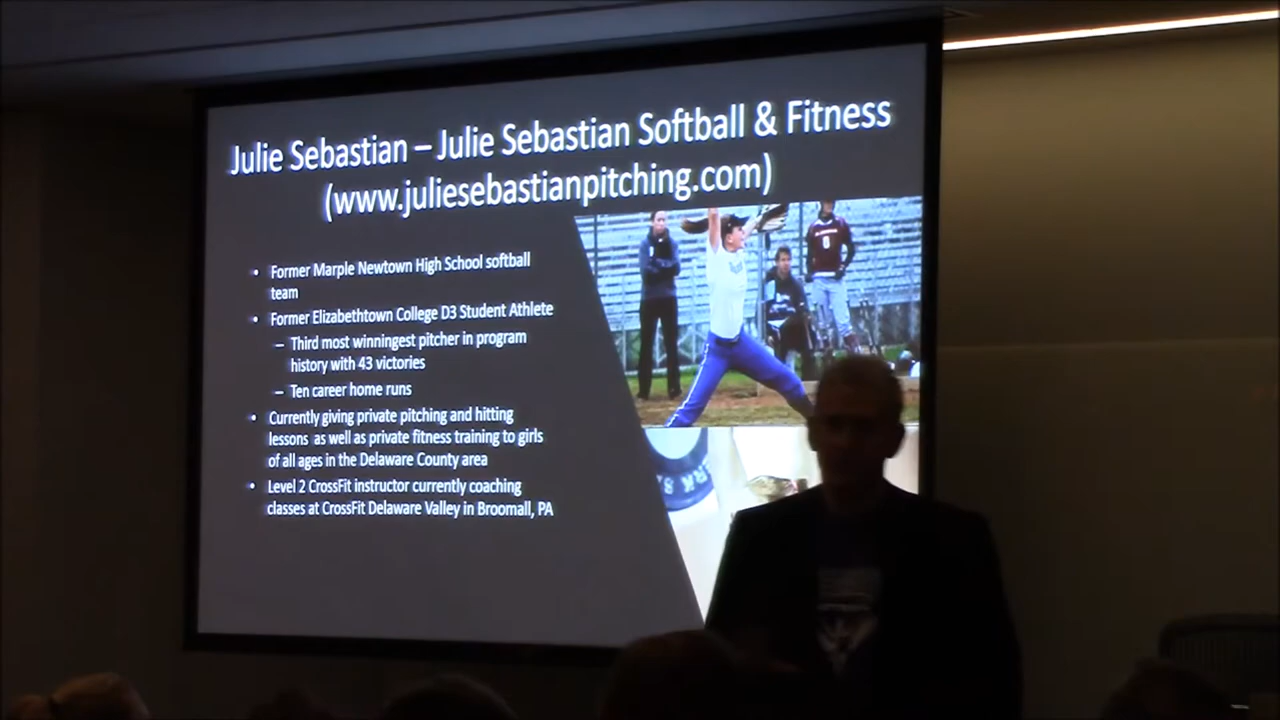 Julie Sebastian – Julie Sebastian Softball & Fitness
(www.juliesebastianpitching.com)
• Former Marple Newtown High School softball
team
• Former Elizabethtown College D3 Student Athlete
– Third most winningest pitcher in program
history with 43 victories
– Ten career home runs
• Currently giving private pitching and hitting
lessons as well as private fitness training to girls
of all ages in the Delaware County area
• Level 2 CrossFit instructor currently coaching
classes at CrossFit Delaware Valley in Broomall, PA